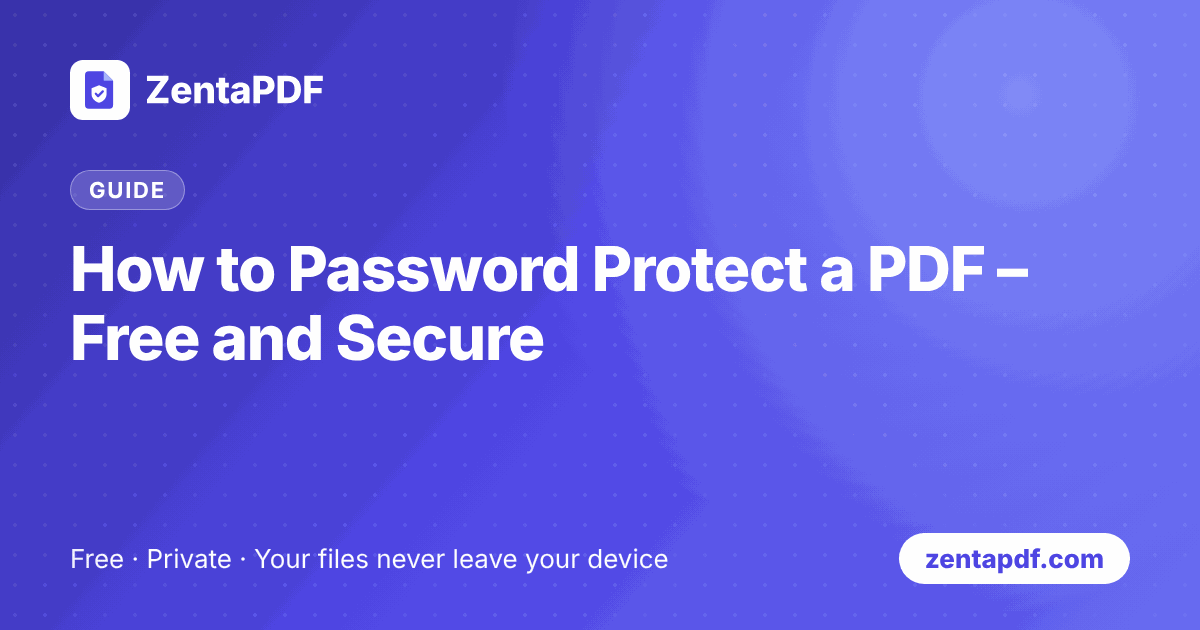 ZentaPDF
GUIDE
How to Password Protect a PDF –
Free and Secure
Free · Private · Your files never leave your device
zentapdf.com